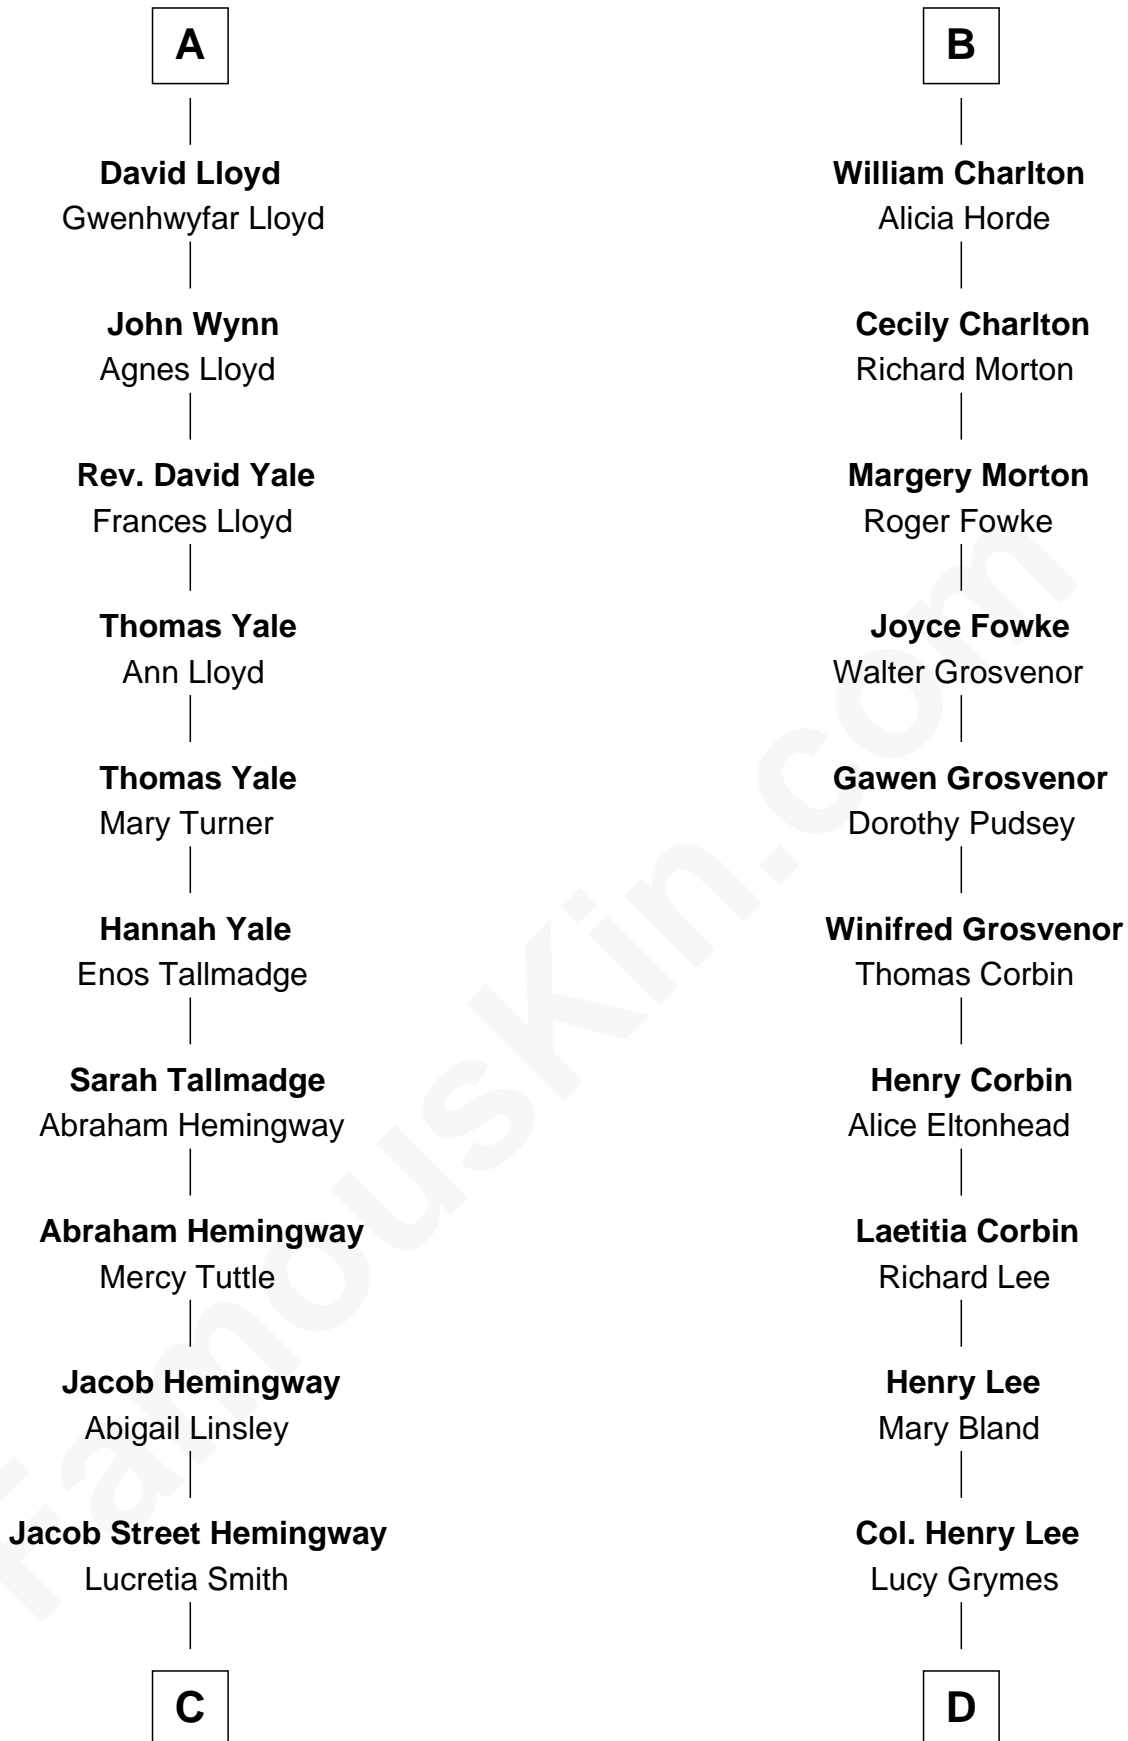 A
David Lloyd
Gwenhwyfar Lloyd
John Wynn
Agnes Lloyd
Rev. David Yale
Frances Lloyd
Thomas Yale
Ann Lloyd
Thomas Yale
Mary Turner
Hannah Yale
Enos Tallmadge
Sarah Tallmadge
Abraham Hemingway
Abraham Hemingway
Mercy Tuttle
Jacob Hemingway
Abigail Linsley
Jacob Street Hemingway
Lucretia Smith
C
B
William Charlton
Alicia Horde
Cecily Charlton
Richard Morton
Margery Morton
Roger Fowke
Joyce Fowke
Walter Grosvenor
Gawen Grosvenor
Dorothy Pudsey
Winifred Grosvenor
Thomas Corbin
Henry Corbin
Alice Eltonhead
Laetitia Corbin
Richard Lee
Henry Lee
Mary Bland
Col. Henry Lee
Lucy Grymes
D
FamousKin.com